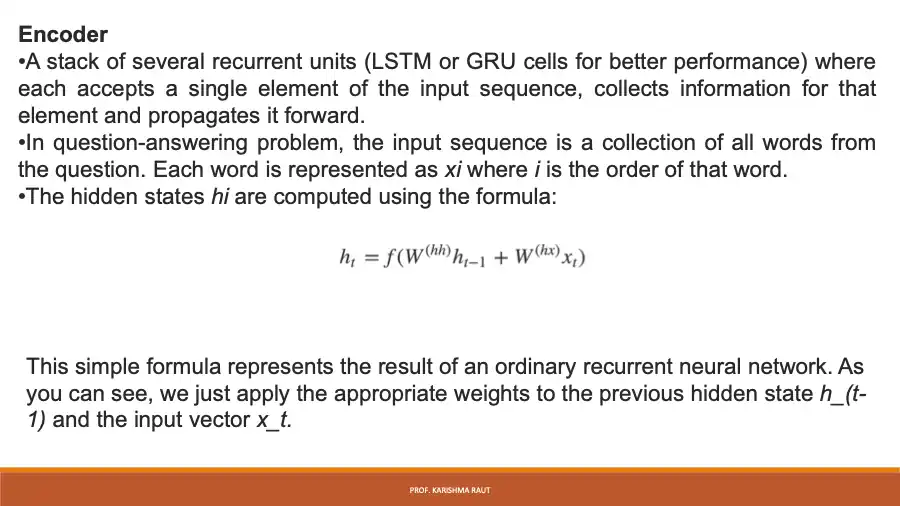 Encoder
•A stack of several recurrent units (LSTM or GRU cells for better performance) where
each accepts a single element of the input sequence, collects information for that
element and propagates it forward.
•In question-answering problem, the input sequence is a collection of all words from
the question. Each word is represented as xi where i is the order of that word.
•The hidden states hi are computed using the formula:
h_t = f(W^(hh) h_{t-1} + W^(hx) x_t)
This simple formula represents the result of an ordinary recurrent neural network. As
you can see, we just apply the appropriate weights to the previous hidden state h_(t-
1) and the input vector x_t.
PROF. KARISHMA RAUT